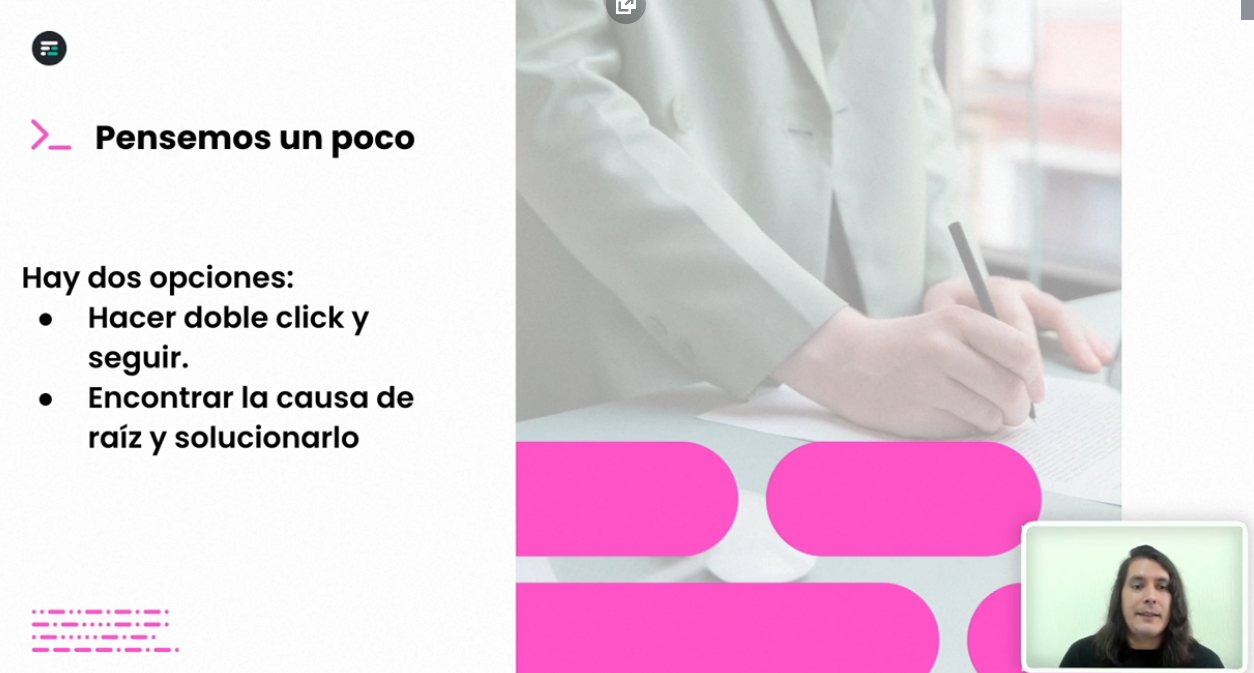 Pensemos un poco
Hay dos opciones:
● Hacer doble click y
seguir.
● Encontrar la causa de
raíz y solucionarlo